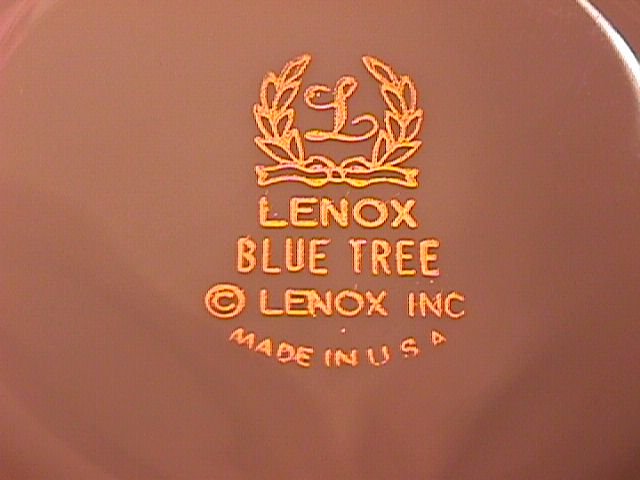 L
LENOX
BLUE TREE
© LENOX INC
MADE IN U S A